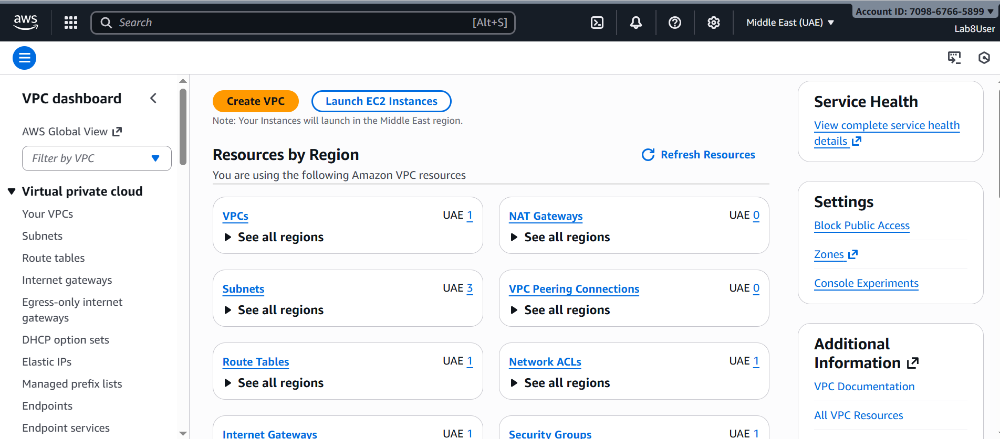 aws
Search
[Alt+S]
Middle East (UAE)
Account ID: 7098-6766-5899
Lab8User
VPC dashboard
AWS Global View
Filter by VPC
Virtual private cloud
Your VPCs
Subnets
Route tables
Internet gateways
Egress-only internet
gateways
DHCP option sets
Elastic IPs
Managed prefix lists
Endpoints
Endpoint services
Create VPC
Launch EC2 Instances
Note: Your Instances will launch in the Middle East region.
Resources by Region
Refresh Resources
You are using the following Amazon VPC resources
VPCs
UAE 1
See all regions
NAT Gateways
UAE 0
See all regions
Subnets
UAE 3
See all regions
VPC Peering Connections
UAE 0
See all regions
Route Tables
UAE 1
See all regions
Network ACLs
UAE 1
See all regions
Internet Gateways
UAE 1
Security Groups
UAE 1
Service Health
View complete service health
details
Settings
Block Public Access
Zones
Console Experiments
Additional
Information
VPC Documentation
All VPC Resources